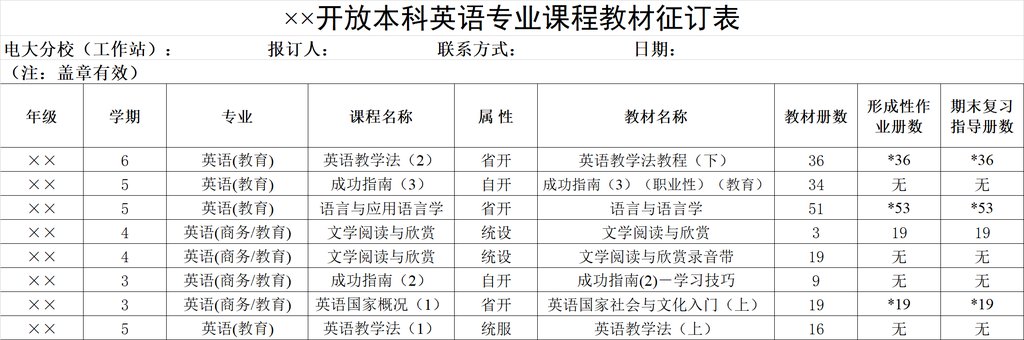 ××开放本科英语专业课程教材征订表
电大分校（工作站）： 报订人： 联系方式： 日期：
（注：盖章有效）
年级 学期 专业 课程名称 属 性 教材名称 教材册数 形成性作业册数 期末复习指导册数
×× 6 英语(教育) 英语教学法（2） 省开 英语教学法教程（下） 36 *36 *36
×× 5 英语(教育) 成功指南（3） 自开 成功指南（3）（职业性）（教育） 34 无 无
×× 5 英语(教育) 语言与应用语言学 省开 语言与语言学 51 *53 *53
×× 4 英语(商务/教育) 文学阅读与欣赏 统设 文学阅读与欣赏 3 19 19
×× 4 英语(商务/教育) 文学阅读与欣赏 统设 文学阅读与欣赏录音带 19 无 无
×× 3 英语(商务/教育) 成功指南（2） 自开 成功指南(2)－学习技巧 9 无 无
×× 3 英语(商务/教育) 英语国家概况（1） 省开 英语国家社会与文化入门（上） 19 *19 *19
×× 5 英语(教育) 英语教学法（1） 统服 英语教学法（上） 16 无 无